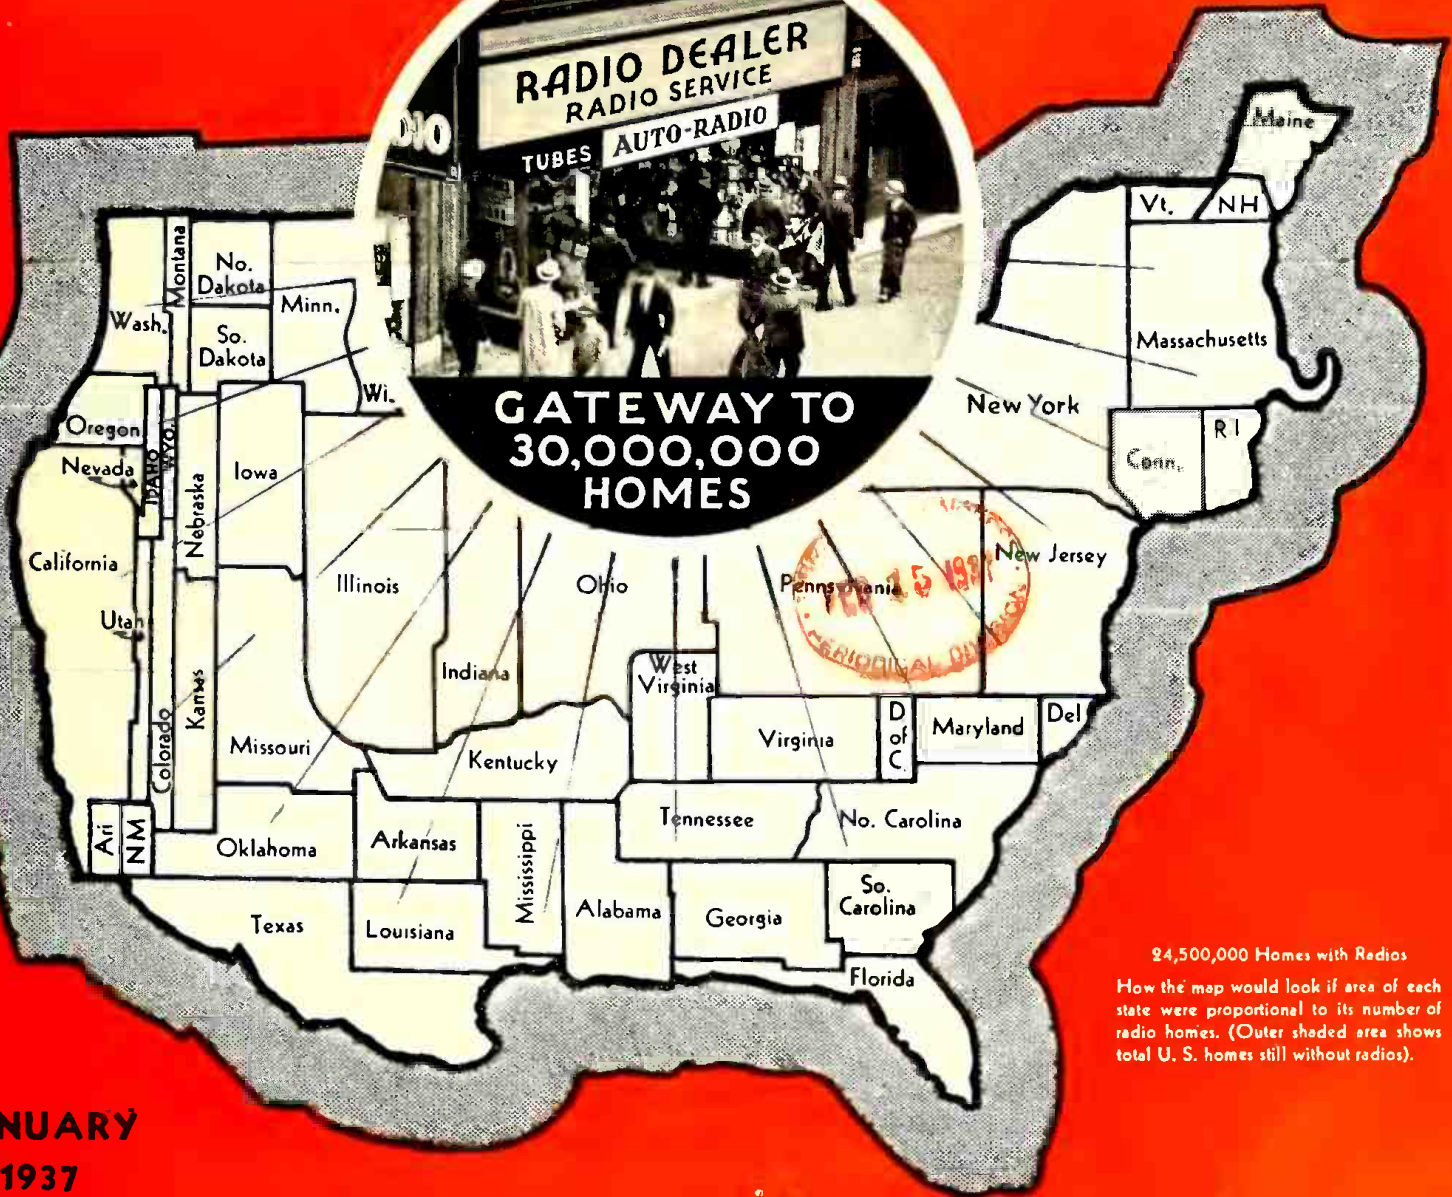 RADIO DEALER
RADIO SERVICE
AUTO-RADIO
TUBES
GATEWAY TO
30,000,000
HOMES
Maine
Vt.
NH
Massachusetts
New York
Conn.
R I
Montana
No.
Dakota
Minn.
Wash.
So.
Dakota
Wi.
Oregon
Nevada
IDAHO
WYO.
Nebraska
Iowa
California
Utah
Colorado
Kansas
Illinois
Indiana
Ohio
Pennsylvania
New Jersey
PERIODICAL
West
Virginia
Virginia
D
of
C.
Maryland
Del
Missouri
Kentucky
Tennessee
No. Carolina
Ari
NM
Oklahoma
Arkansas
Mississippi
Alabama
Georgia
So.
Carolina
Texas
Louisiana
Florida
24,500,000 Homes with Radios
How the map would look if area of each
state were proportional to its number of
radio homes. (Outer shaded area shows
total U. S. homes still without radios).
NUARY
1937